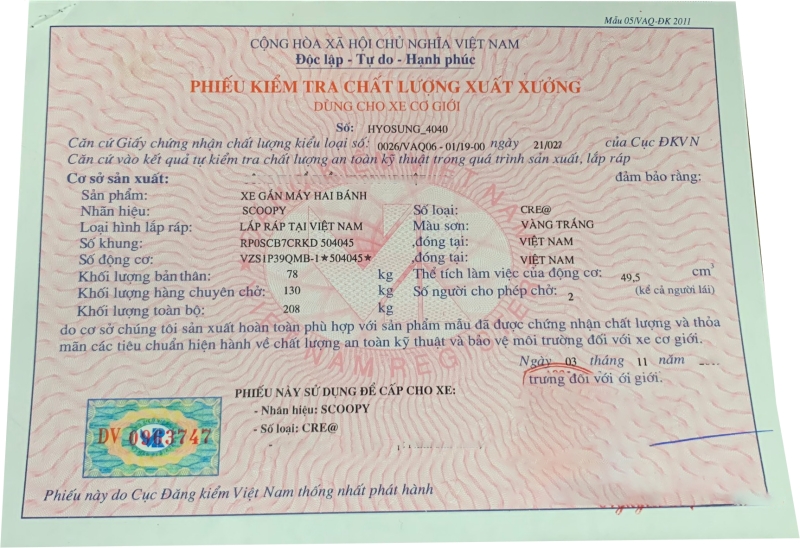 Mẫu 05/VAQ-ĐK 2011
CỘNG HÒA XÃ HỘI CHỦ NGHĨA VIỆT NAM
Độc lập - Tự do - Hạnh phúc
PHIẾU KIỂM TRA CHẤT LƯỢNG XUẤT XƯỞNG
DÙNG CHO XE CƠ GIỚI
Số: HYOSUNG_4040
Căn cứ Giấy chứng nhận chất lượng kiểu loại số: 0026/VAQ06 - 01/19-00 ngày 21/02/ của Cục ĐKVN
Căn cứ vào kết quả tự kiểm tra chất lượng an toàn kỹ thuật trong quá trình sản xuất, lắp ráp
Cơ sở sản xuất: đảm bảo rằng:
Sản phẩm: XE GẮN MÁY HAI BÁNH
Nhãn hiệu: SCOOPY Số loại: CRE@
Loại hình lắp ráp: LẮP RÁP TẠI VIỆT NAM Màu sơn: VÀNG TRẮNG
Số khung: RP0SCB7CRKD 504045 ,đóng tại: VIỆT NAM
Số động cơ: VZS1P39QMB-1★504045★ ,đóng tại: VIỆT NAM
Khối lượng bản thân: 78 kg Thể tích làm việc của động cơ: 49,5 cm³
Khối lượng hàng chuyên chở: 130 kg Số người cho phép chở: 2 (kể cả người lái)
Khối lượng toàn bộ: 208 kg
do cơ sở chúng tôi sản xuất hoàn toàn phù hợp với sản phẩm mẫu đã được chứng nhận chất lượng và thỏa
mãn các tiêu chuẩn hiện hành về chất lượng an toàn kỹ thuật và bảo vệ môi trường đối với xe cơ giới.
Ngày 03 tháng 11 năm
trường đối với ới giới.
PHIẾU NÀY SỬ DỤNG ĐỂ CẤP CHO XE:
- Nhãn hiệu: SCOOPY
- Số loại: CRE@
DV 0963747
Phiếu này do Cục Đăng kiểm Việt Nam thống nhất phát hành